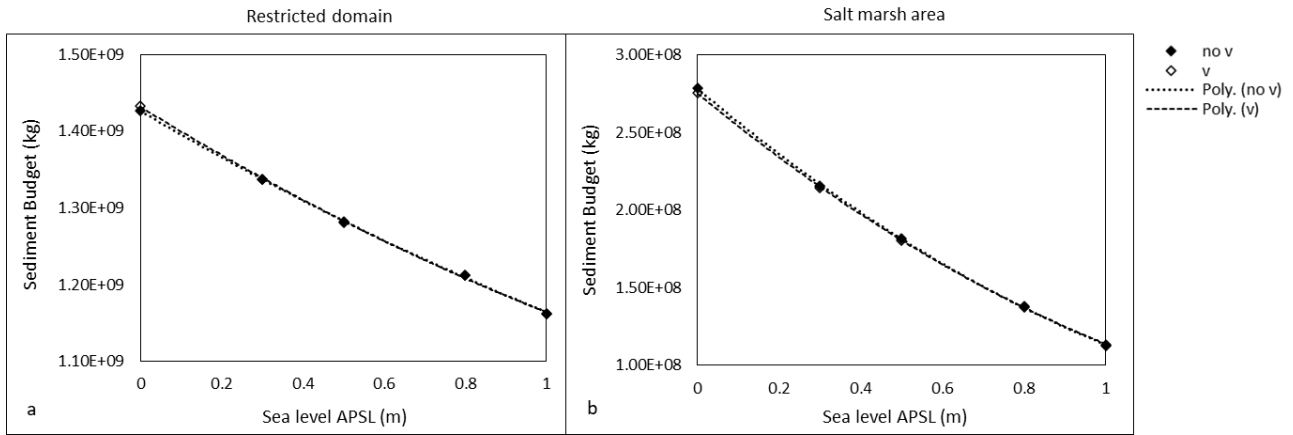 Restricted domain
Sediment Budget (kg)
1.50E+09
1.40E+09
1.30E+09
1.20E+09
1.10E+09
0 0.2 0.4 0.6 0.8 1
Sea level APSL (m)
a
Salt marsh area
Sediment Budget (kg)
3.00E+08
2.50E+08
2.00E+08
1.50E+08
1.00E+08
0 0.2 0.4 0.6 0.8 1
Sea level APSL (m)
b
no v
v
Poly. (no v)
Poly. (v)